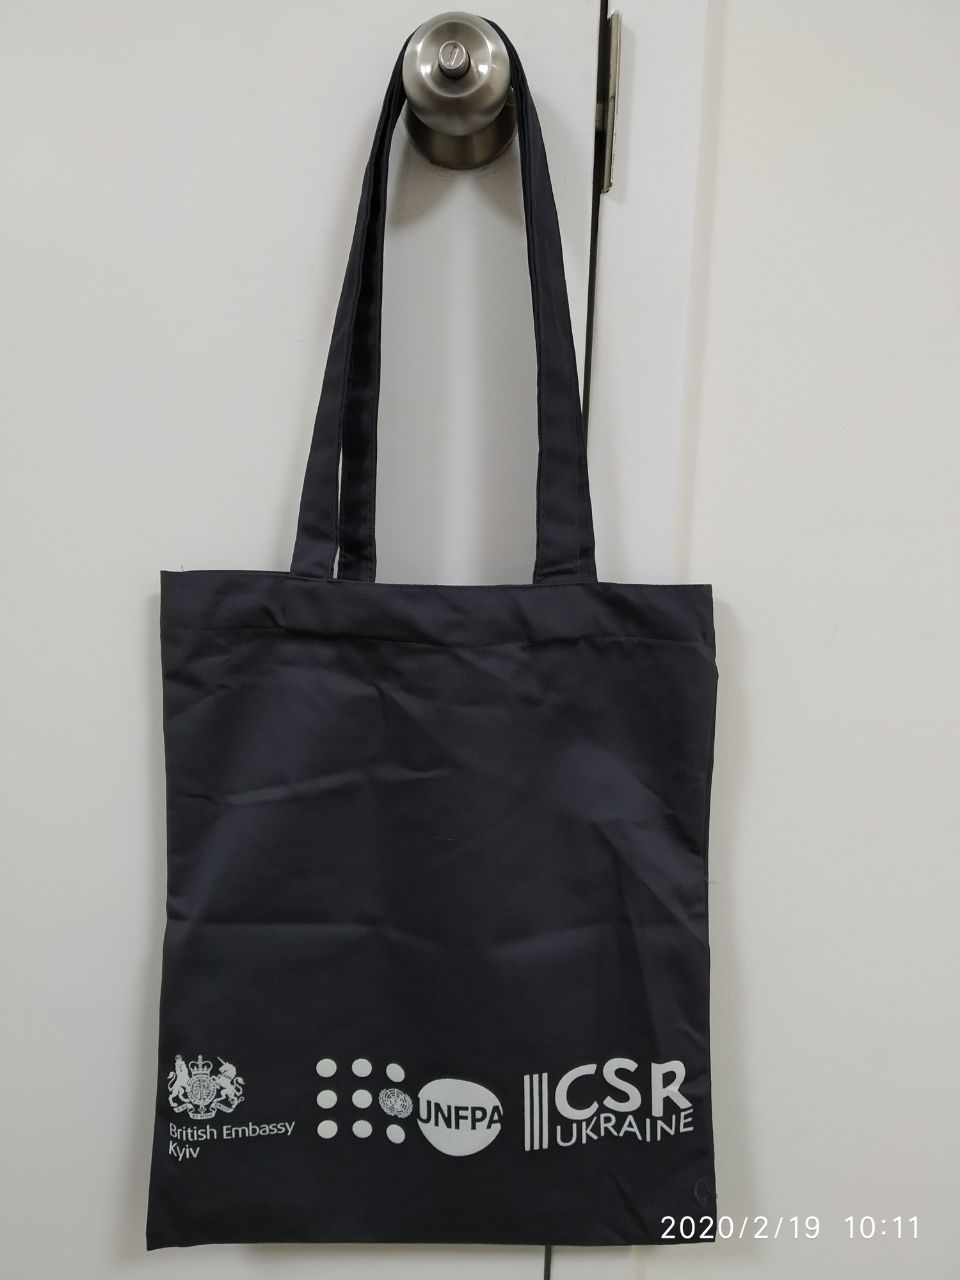 British Embassy
Kyiv
UNFPA
CSR
UKRAINE
2020/2/19 10:11